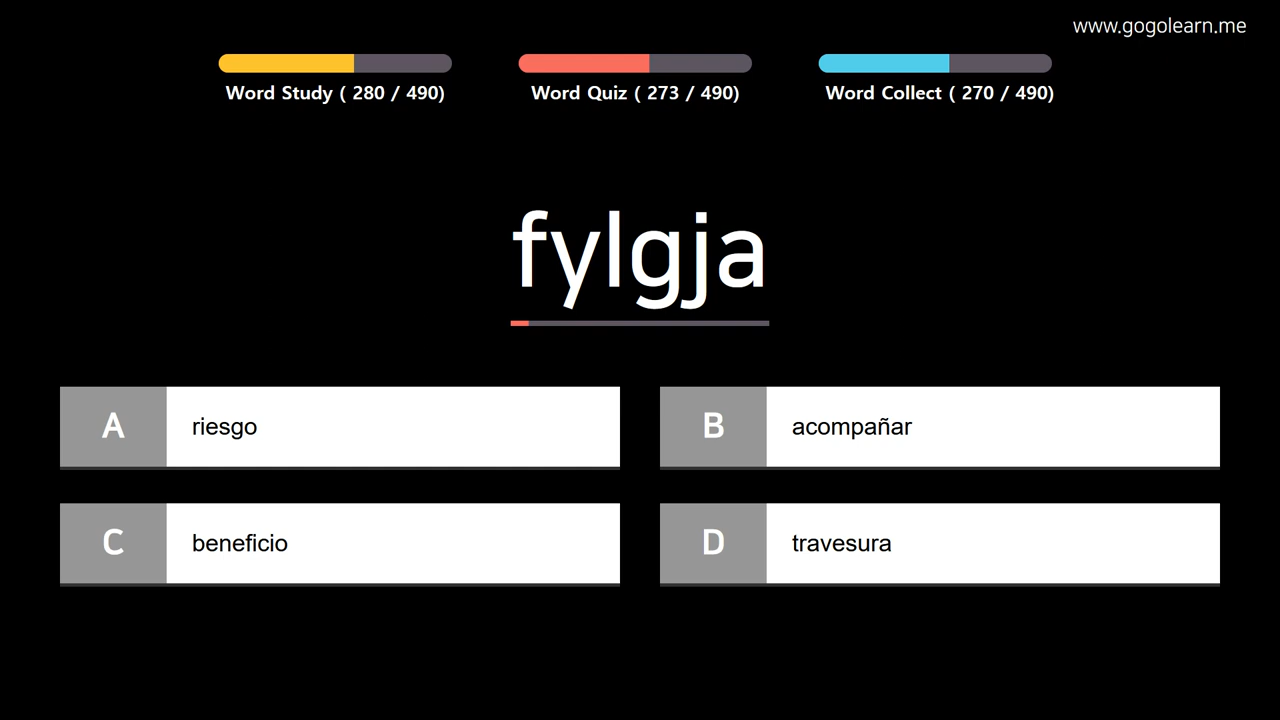 www.gogolearn.me
Word Study ( 280 / 490)
Word Quiz ( 273 / 490)
Word Collect ( 270 / 490)
fylgja
A riesgo
B acompañar
C beneficio
D travesura